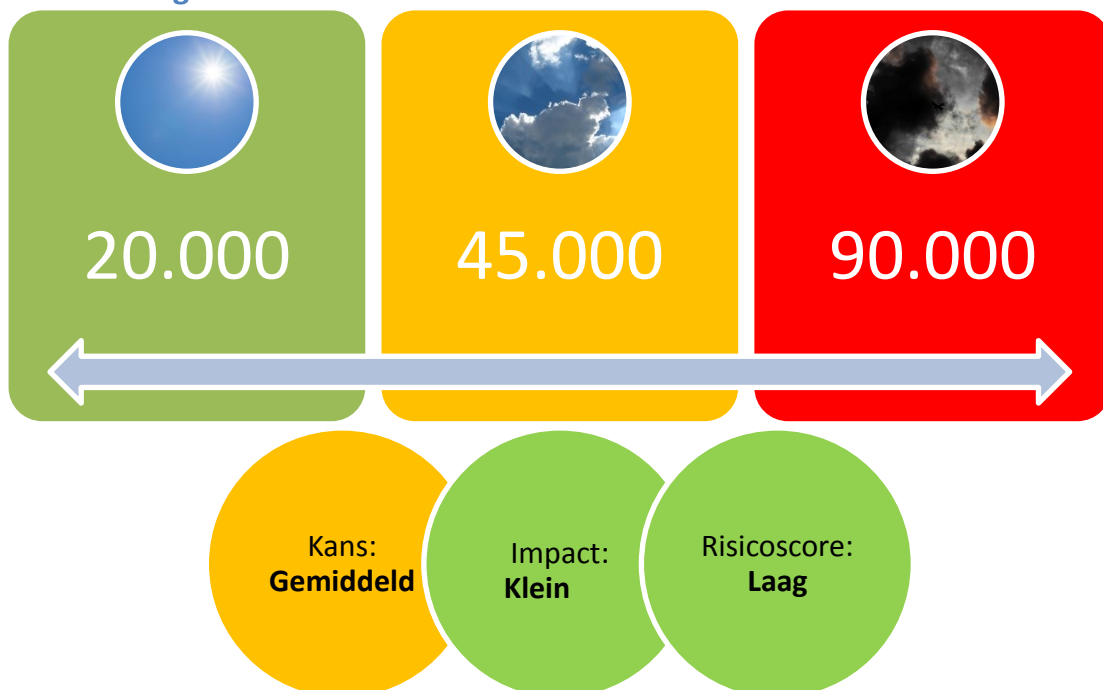 20.000
45.000
90.000
Kans:
Gemiddeld
Impact:
Klein
Risicoscore:
Laag